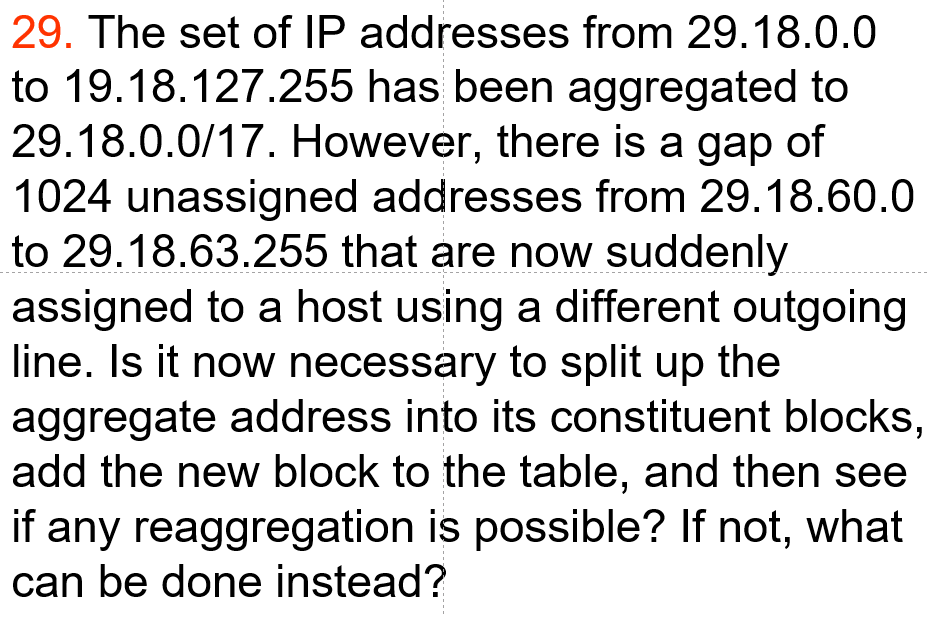 29. The set of IP addresses from 29.18.0.0
to 19.18.127.255 has been aggregated to
29.18.0.0/17. However, there is a gap of
1024 unassigned addresses from 29.18.60.0
to 29.18.63.255 that are now suddenly
assigned to a host using a different outgoing
line. Is it now necessary to split up the
aggregate address into its constituent blocks,
add the new block to the table, and then see
if any reaggregation is possible? If not, what
can be done instead?